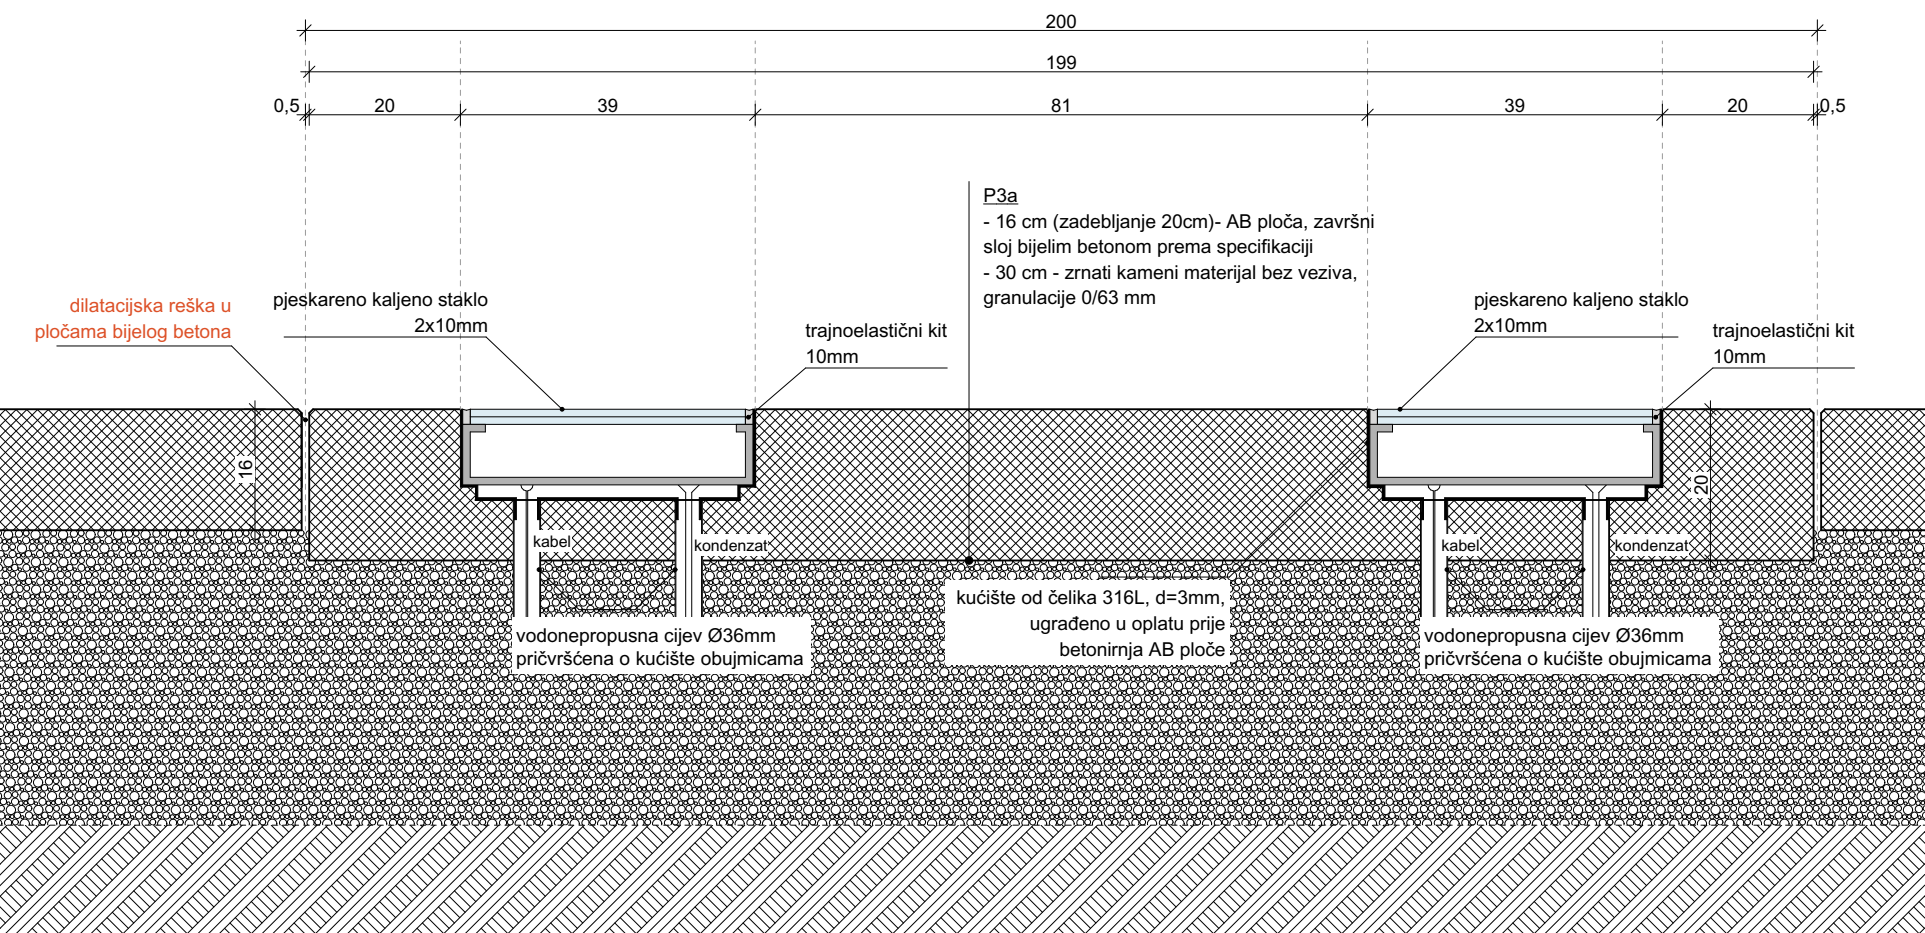 200
199
0,5 20 39 81 39 20 0,5
P3a
- 16 cm (zadebljanje 20cm)- AB ploča, završni
sloj bijelim betonom prema specifikaciji
- 30 cm - zrnati kameni materijal bez veziva,
granulacije 0/63 mm
dilatacijska reška u
pločama bijelog betona
pjeskareno kaljeno staklo
2x10mm
trajnoelastični kit
10mm
pjeskareno kaljeno staklo
2x10mm
trajnoelastični kit
10mm
16
20
kabel
kondenzat
kabel
kondenzat
kućište od čelika 316L, d=3mm,
ugrađeno u oplatu prije
betonirnja AB ploče
vodonepropusna cijev Ø36mm
pričvršćena o kućište obujmicama
vodonepropusna cijev Ø36mm
pričvršćena o kućište obujmicama